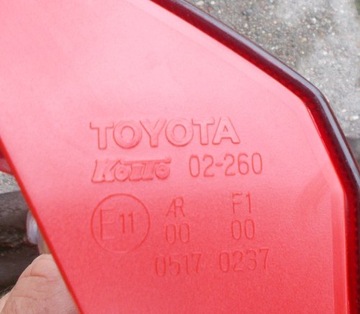 TOYOTA
KOITO 02-260
E11 AR F1
00 00
0517 0237